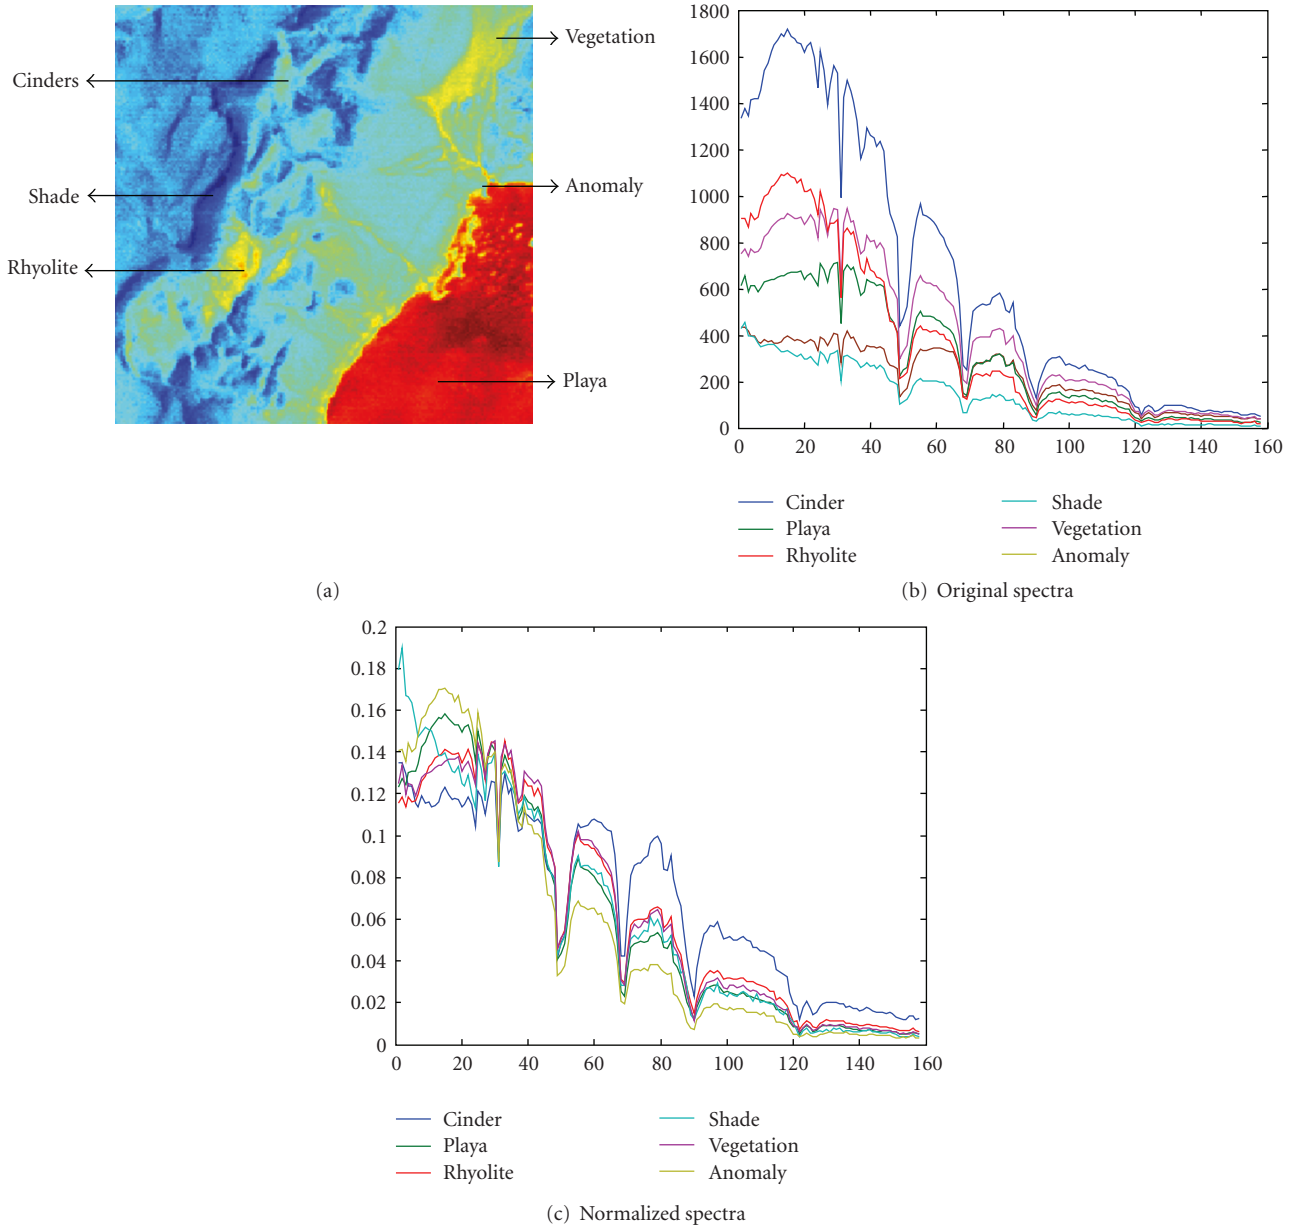 Vegetation
Cinders
Anomaly
Shade
Rhyolite
Playa
(a)
1800
1600
1400
1200
1000
800
600
400
200
0
0 20 40 60 80 100 120 140 160
Cinder Shade
Playa Vegetation
Rhyolite Anomaly
(b) Original spectra
0.2
0.18
0.16
0.14
0.12
0.1
0.08
0.06
0.04
0.02
0
0 20 40 60 80 100 120 140 160
Cinder Shade
Playa Vegetation
Rhyolite Anomaly
(c) Normalized spectra